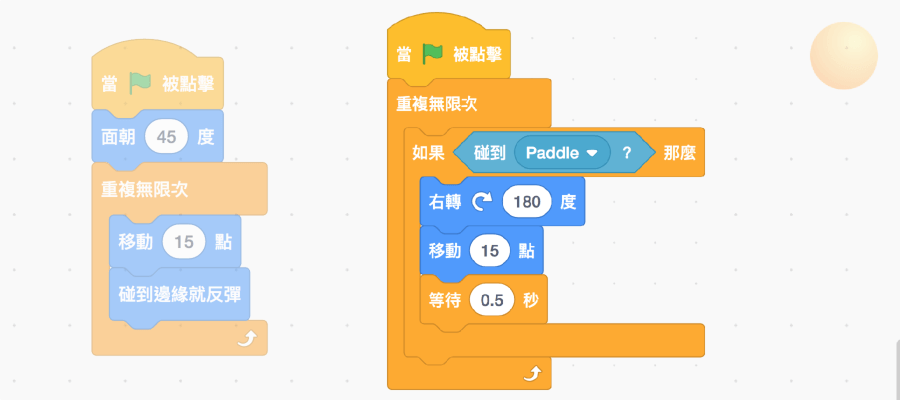 當 被點擊
面朝 45 度
重複無限次
移動 15 點
碰到邊緣就反彈
當 被點擊
重複無限次
如果 碰到 Paddle ? 那麼
右轉 180 度
移動 15 點
等待 0.5 秒